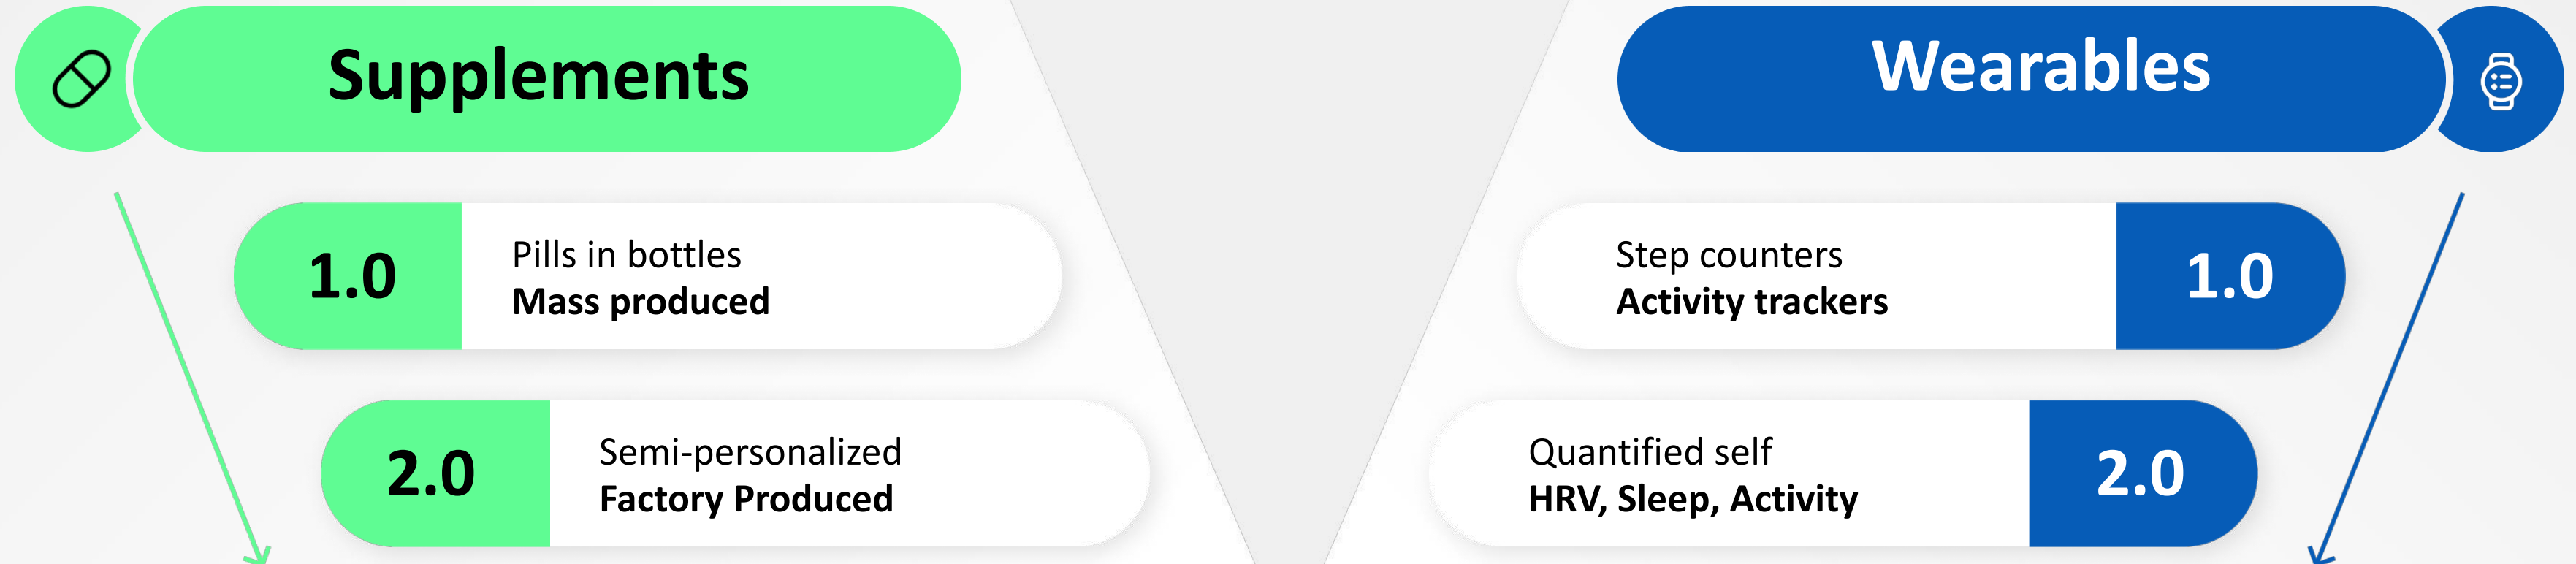 Supplements
1.0
Pills in bottles
Mass produced
2.0
Semi-personalized
Factory Produced
Wearables
Step counters
Activity trackers
1.0
Quantified self
HRV, Sleep, Activity
2.0